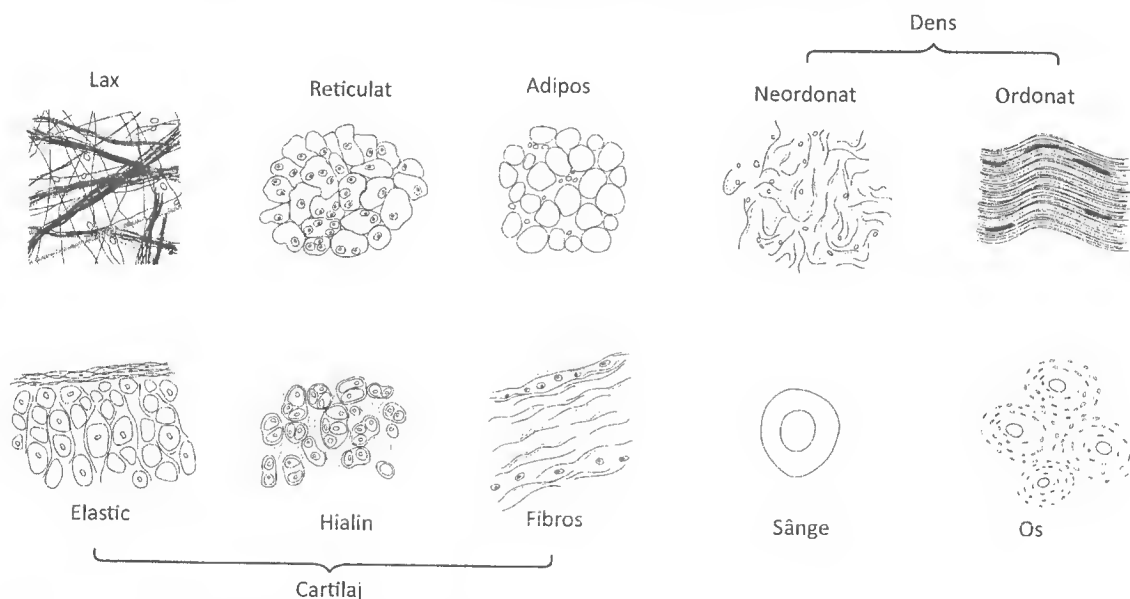 Dens
Lax
Reticulat
Adipos
Neordonat
Ordonat
Elastic
Hialin
Fibros
Sânge
Os
Cartilaj